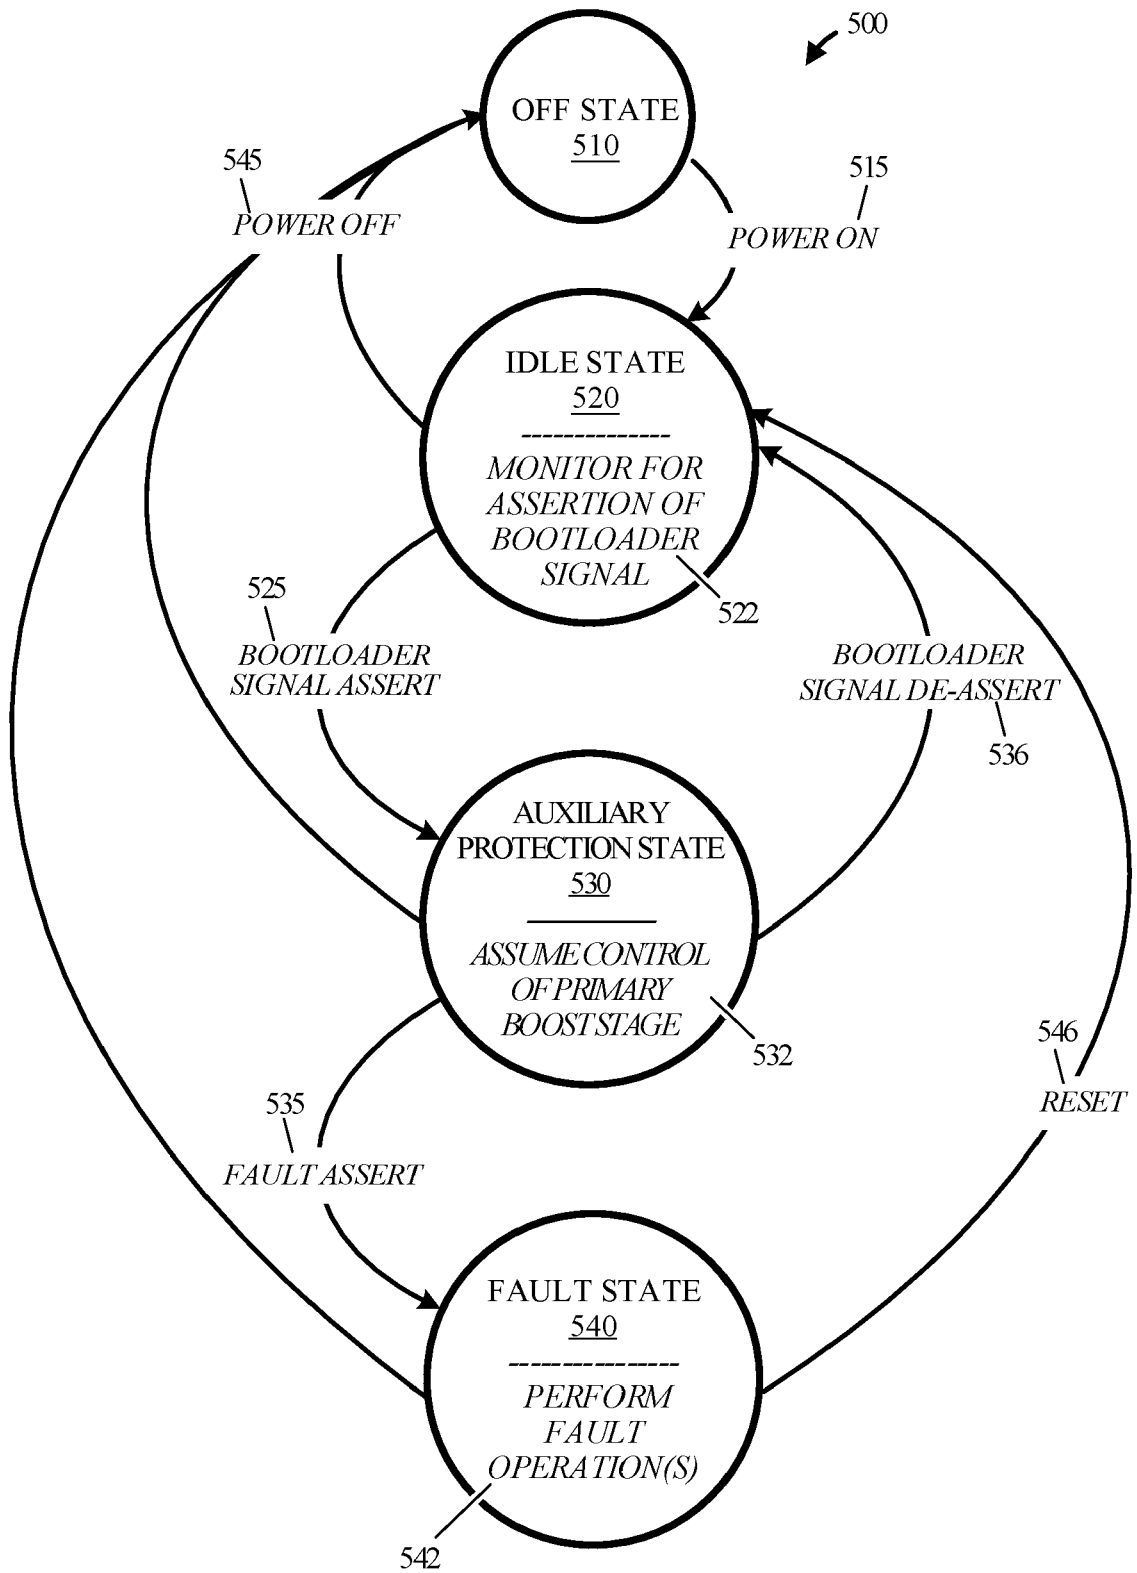 500
OFF STATE
510
545
515
POWER OFF
POWER ON
IDLE STATE
520
--------------
MONITOR FOR
ASSERTION OF
BOOTLOADER
SIGNAL
522
525
BOOTLOADER
SIGNAL ASSERT
BOOTLOADER
SIGNAL DE-ASSERT
536
AUXILIARY
PROTECTION STATE
530
ASSUME CONTROL
OF PRIMARY
BOOST STAGE
532
546
RESET
535
FAULT ASSERT
FAULT STATE
540
----------------
PERFORM
FAULT
OPERATION(S)
542